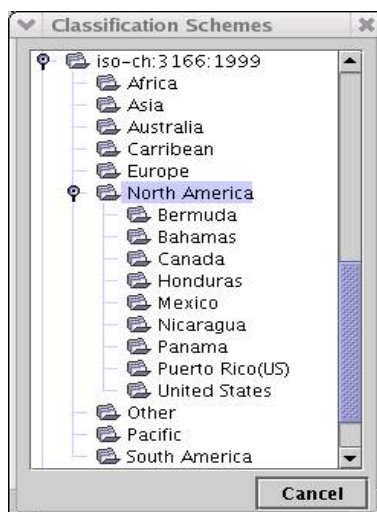 Classification Schemes
iso-ch:3166:1999
Africa
Asia
Australia
Carribean
Europe
North America
Bermuda
Bahamas
Canada
Honduras
Mexico
Nicaragua
Panama
Puerto Rico(US)
United States
Other
Pacific
South America
Cancel